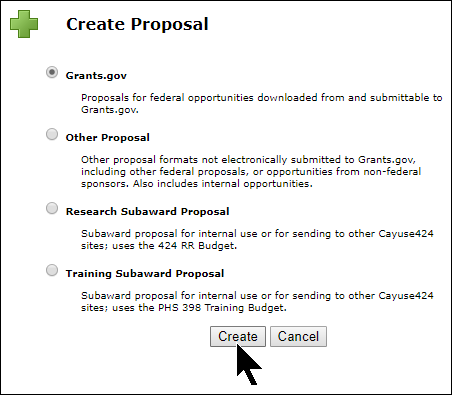 Create Proposal
Grants.gov
Proposals for federal opportunities downloaded from and submittable to
Grants.gov.
Other Proposal
Other proposal formats not electronically submitted to Grants.gov,
including other federal proposals, or opportunities from non-federal
sponsors. Also includes internal opportunities.
Research Subaward Proposal
Subaward proposal for internal use or for sending to other Cayuse424
sites; uses the 424 RR Budget.
Training Subaward Proposal
Subaward proposal for internal use or for sending to other Cayuse424
sites; uses the PHS 398 Training Budget.
Create Cancel